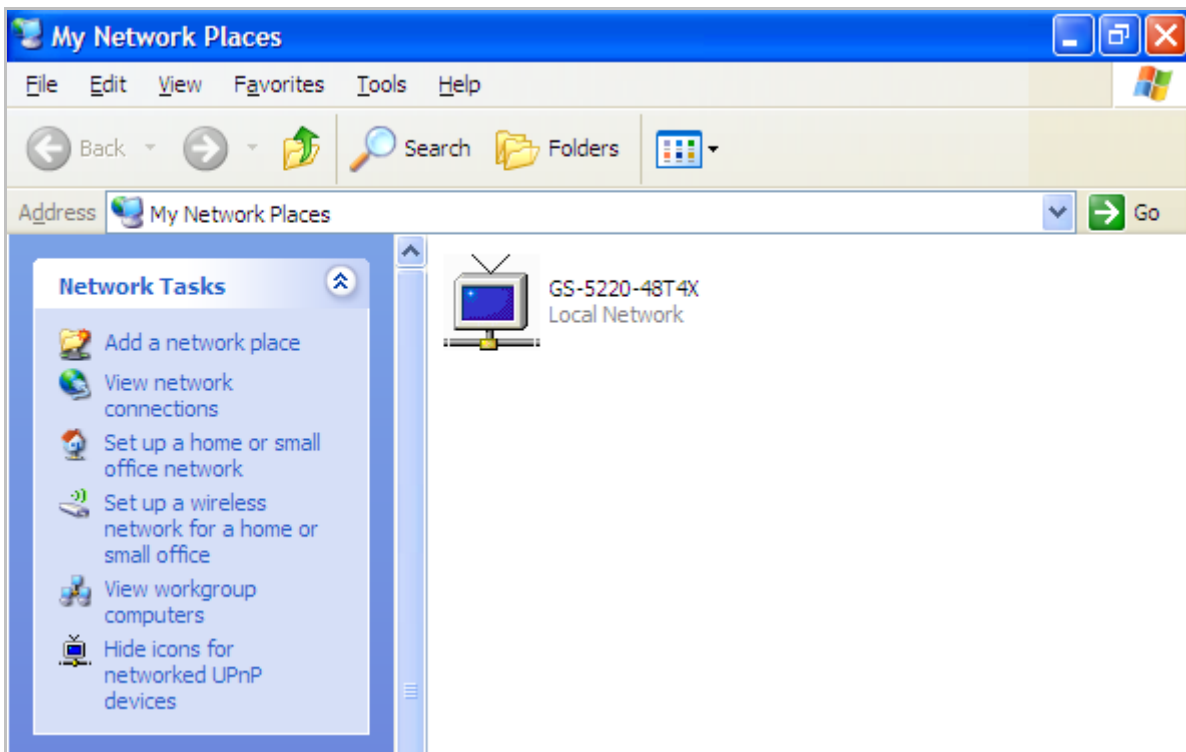 My Network Places
File Edit View Favorites Tools Help
Back Search Folders
Address My Network Places Go
Network Tasks
Add a network place
View network
connections
Set up a home or small
office network
Set up a wireless
network for a home or
small office
View workgroup
computers
Hide icons for
networked UPnP
devices
GS-5220-48T4X
Local Network